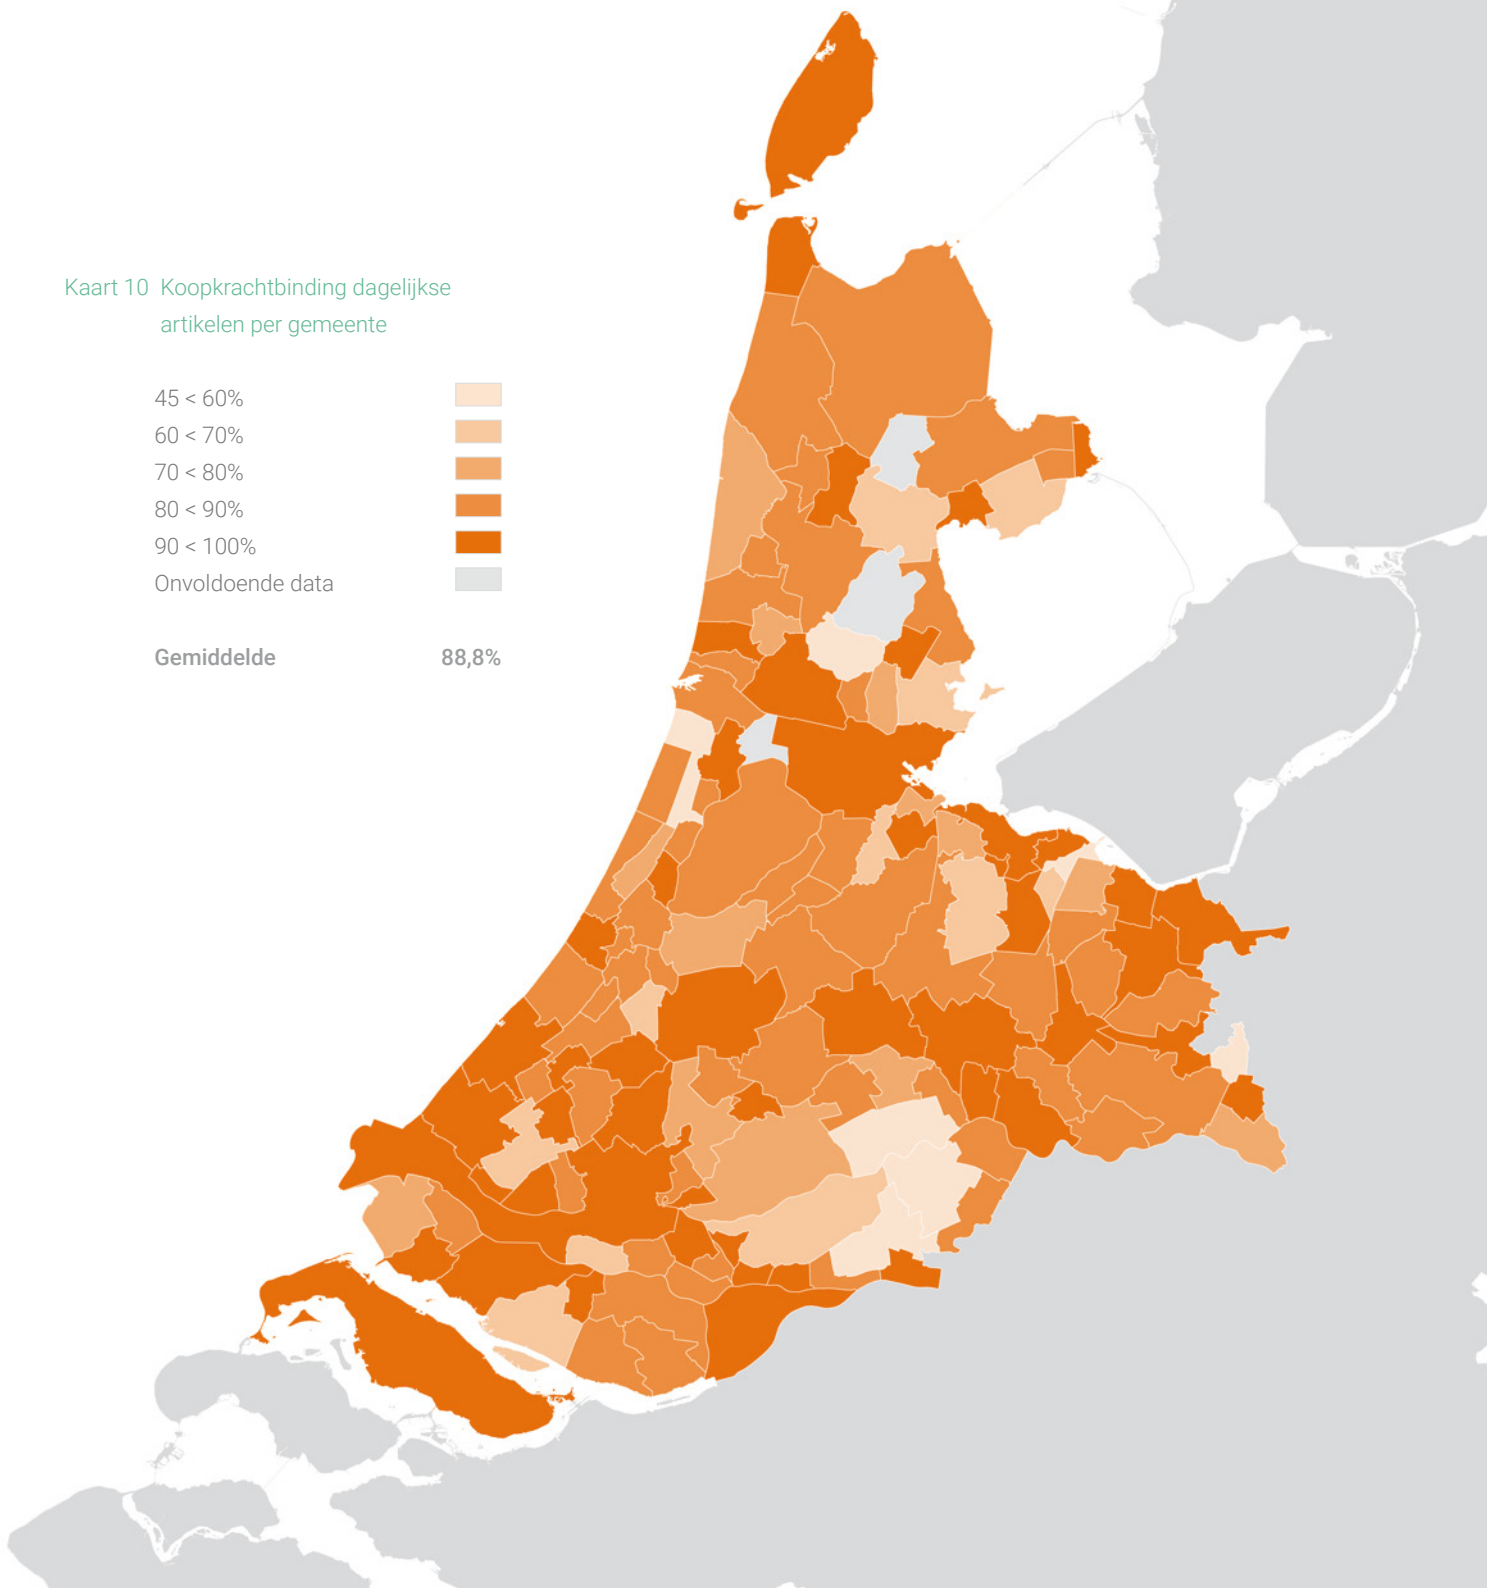 Kaart 10 Koopkrachtbinding dagelijkse
artikelen per gemeente
45 < 60%
60 < 70%
70 < 80%
80 < 90%
90 < 100%
Onvoldoende data
Gemiddelde 88,8%